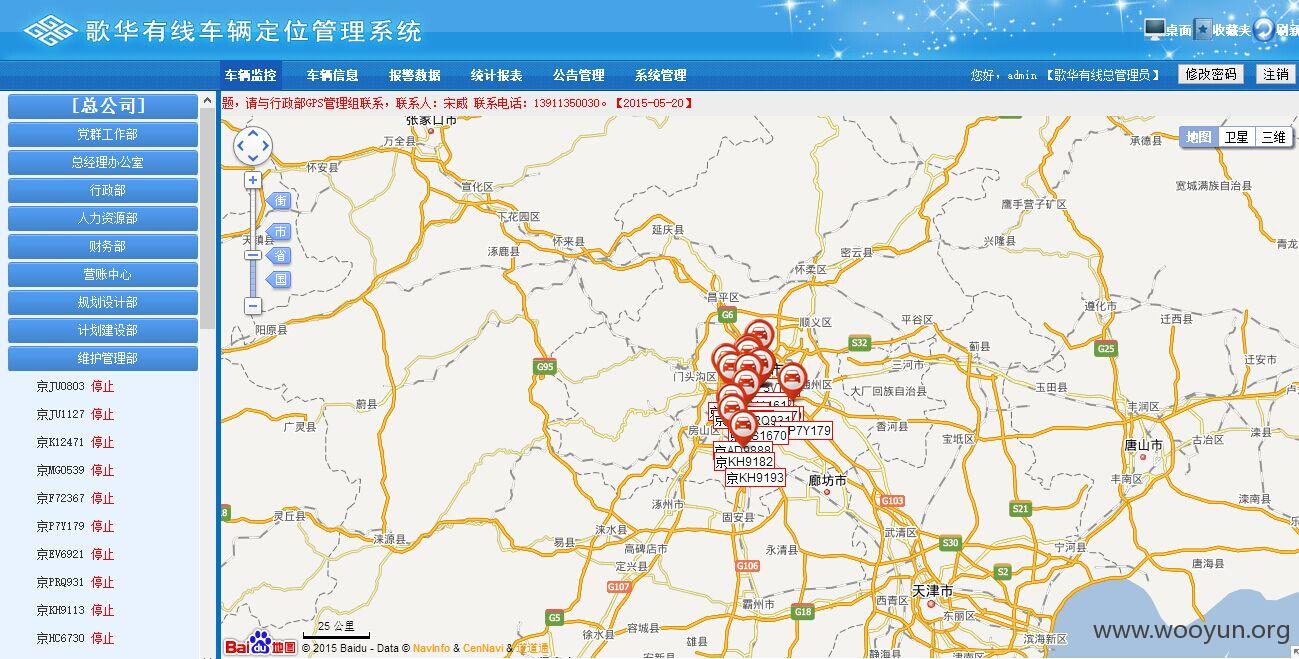 歌华有线车辆定位管理系统
桌面 收藏夹 刷新
车辆监控 车辆信息 报警数据 统计报表 公告管理 系统管理 您好，admin 【歌华有线总管理员】 修改密码 注销
题，请与行政部GPS管理组联系，联系人：宋威 联系电话：13911350030。【2015-05-20】
[总公司]
党群工作部
总经理办公室
行政部
人力资源部
财务部
营账中心
规划设计部
计划建设部
维护管理部
京JU0803 停止
京JU1127 停止
京K12471 停止
京MG0539 停止
京F72367 停止
京P7Y179 停止
京EV6921 停止
京PRQ931 停止
京KH9113 停止
京HC6730 停止
地图 卫星 三维
街
市
省
国
张家口市
万全县
怀安县
宣化区
下花园区
天镇县
涿鹿县
怀来县
延庆县
承德县
宽城满族自治县
鹰手营子矿区
兴隆县
青龙
密云县
怀柔区
昌平区
G6
顺义区
平谷区
S32
蓟县
遵化市
迁西县
G25
迁安市
阳原县
G95
门头沟区
通州区
三河市
大厂回族自治县
玉田县
蔚县
广灵县
房山区
P7Y179
S1670
京KH9182
京KH9193
香河县
宝坻区
丰润区
古冶区
滦县
唐山市
丰南区
滦南县
廊坊市
G103
S21
灵丘县
涞源县
涞水县
涿州市
固安县
易县
高碑店市
定兴县
永清县
G106
武清区
S30
宁河县
唐海县
G107
S2
天津市
西青区
东丽区
霸州市
G18
G5
徐水县
容城县
雄县
安新县
静海县
津南区
滨海新区
25 公里
Bai du 地图 © 2015 Baidu - Data © NavInfo & CenNavi & 道道通
www.wooyun.org